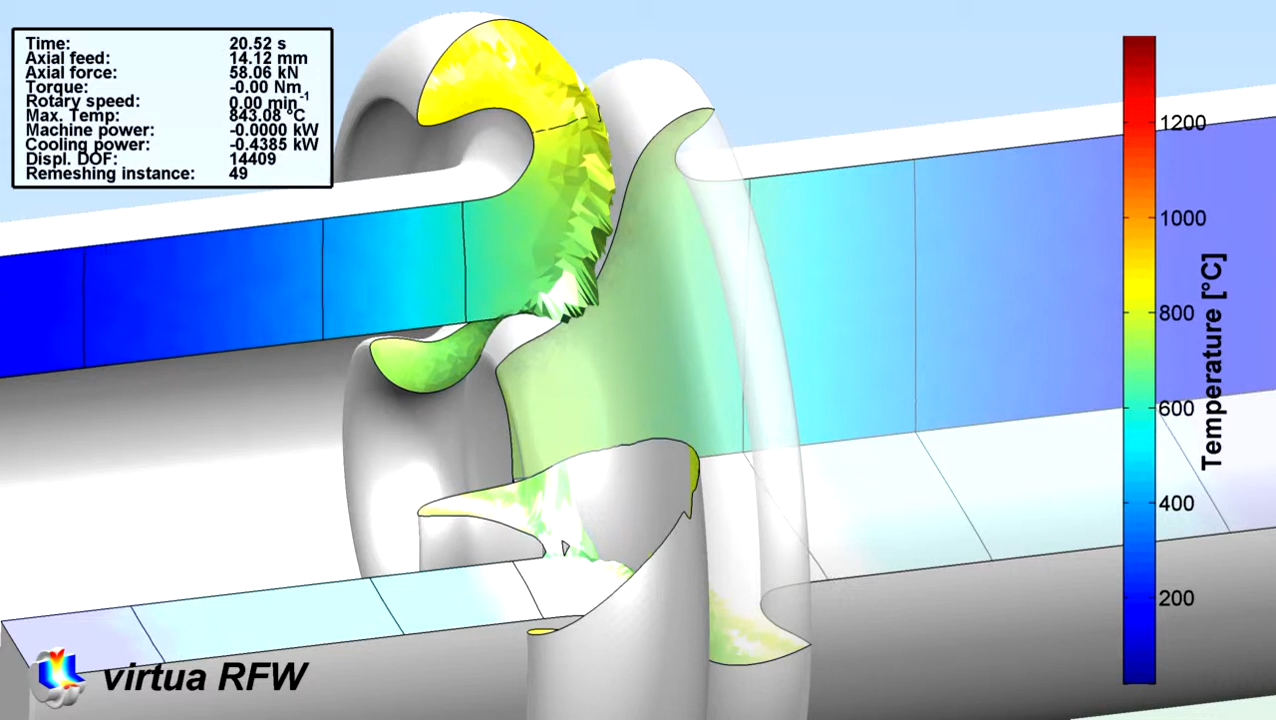 Time: 20.52 s
Axial feed: 14.12 mm
Axial force: 58.06 kN
Torque: -0.00 Nm
Rotary speed: 0.00 min⁻¹
Max. Temp: 843.08 °C
Machine power: -0.0000 kW
Cooling power: -0.4385 kW
Displ. DOF: 14409
Remeshing instance: 49
1200
1000
800
600
400
200
Temperature [°C]
virtua RFW